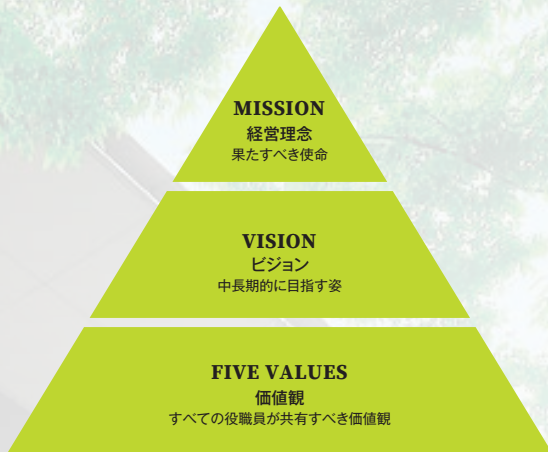 MISSION
経営理念
果たすべき使命
VISION
ビジョン
中長期的に目指す姿
FIVE VALUES
価値観
すべての役職員が共有すべき価値観